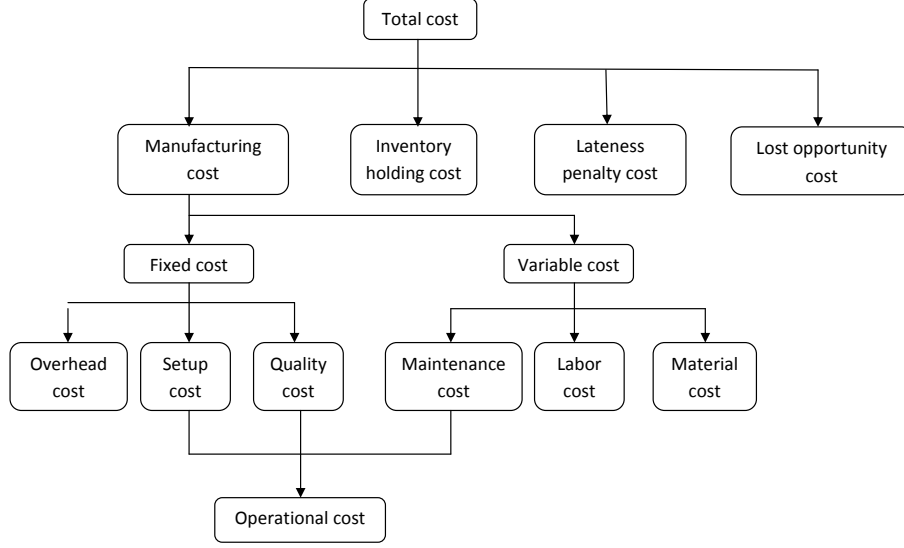 Total cost
Manufacturing
cost
Inventory
holding cost
Lateness
penalty cost
Lost opportunity
cost
Fixed cost
Variable cost
Overhead
cost
Setup
cost
Quality
cost
Maintenance
cost
Labor
cost
Material
cost
Operational cost